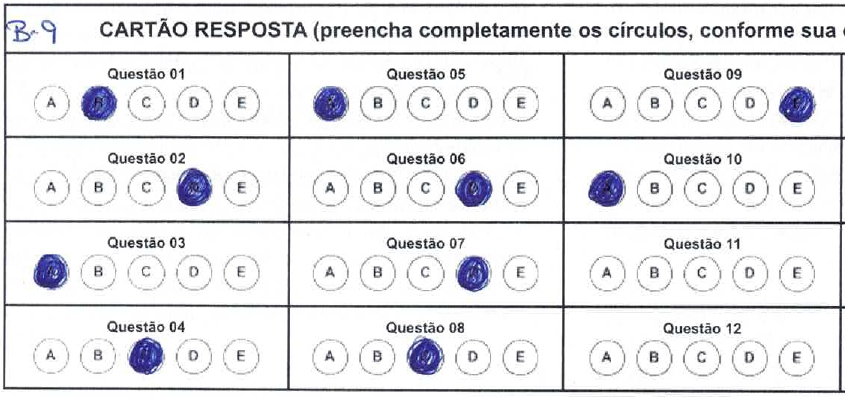 B-9 CARTÃO RESPOSTA (preencha completamente os círculos, conforme sua
Questão 01 Questão 05 Questão 09
A C D E B C D E A B C D
Questão 02 Questão 06 Questão 10
A B C E A B C E B C D E
Questão 03 Questão 07 Questão 11
B C D E A B C E A B C D E
Questão 04 Questão 08 Questão 12
A B D E A B D E A B C D E